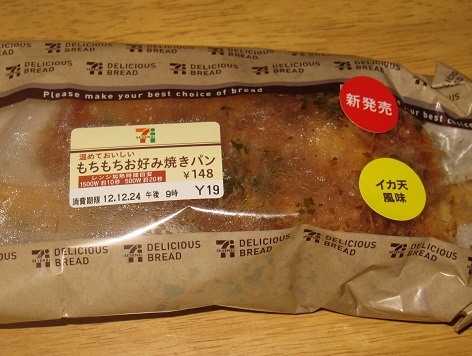 DELICIOUS BREAD
DELICIOUS BREAD
DELICIOUS BREAD
DELICIOUS BREAD
Please make your best choice of bread
ur best choice
新発売
温めておいしい
もちもちお好み焼きパン
レンジ加熱時間目安
1500W 約10秒 500W 約20秒
¥148
消費期限 12.12.24 午後 9時
Y19
イカ天
風味
DELICIOUS BREAD
DELICIOUS BREAD
DELICIOUS BREAD